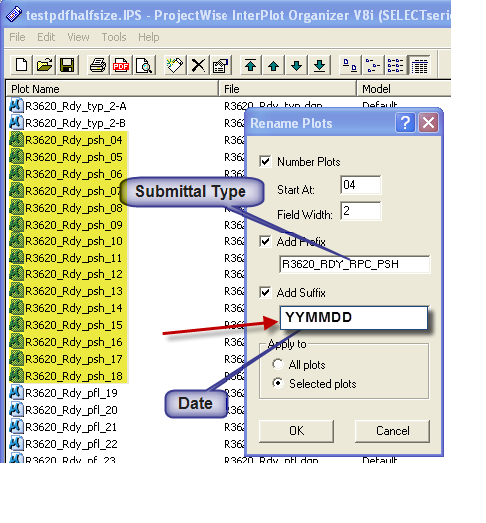 testpdfhalfsize.IPS - ProjectWise InterPlot Organizer V8i (SELECTserie
File Edit View Tools Help
Plot Name File Model
R3620_Rdy_typ_2-A R3620_Rdy_typ.dgn Default
R3620_Rdy_typ_2-B R362
R3620_Rdy_psh_04 R362
R3620_Rdy_psh_05 R362
R3620_Rdy_psh_06 R362
R3620_Rdy_psh_07 R362
R3620_Rdy_psh_08 R362
R3620_Rdy_psh_09 R362
R3620_Rdy_psh_10 R362
R3620_Rdy_psh_11 R362
R3620_Rdy_psh_12 R362
R3620_Rdy_psh_13 R362
R3620_Rdy_psh_14 R362
R3620_Rdy_psh_15 R362
R3620_Rdy_psh_16 R362
R3620_Rdy_psh_17 R362
R3620_Rdy_psh_18 R362
R3620_Rdy_pfl_19 R362
R3620_Rdy_pfl_20 R362
R3620_Rdy_pfl_21 R362
R3620_Rdy_pfl_22 R362
R3620_Rdy_pfl_23 R3620_Rdy_pfl.dgn Default
Rename Plots
Number Plots
Start At: 04
Field Width: 2
Submittal Type
Add Prefix
R3620_RDY_RPC_PSH
Add Suffix
YYMMDD
Apply to
All plots
Selected plots
Date
OK Cancel